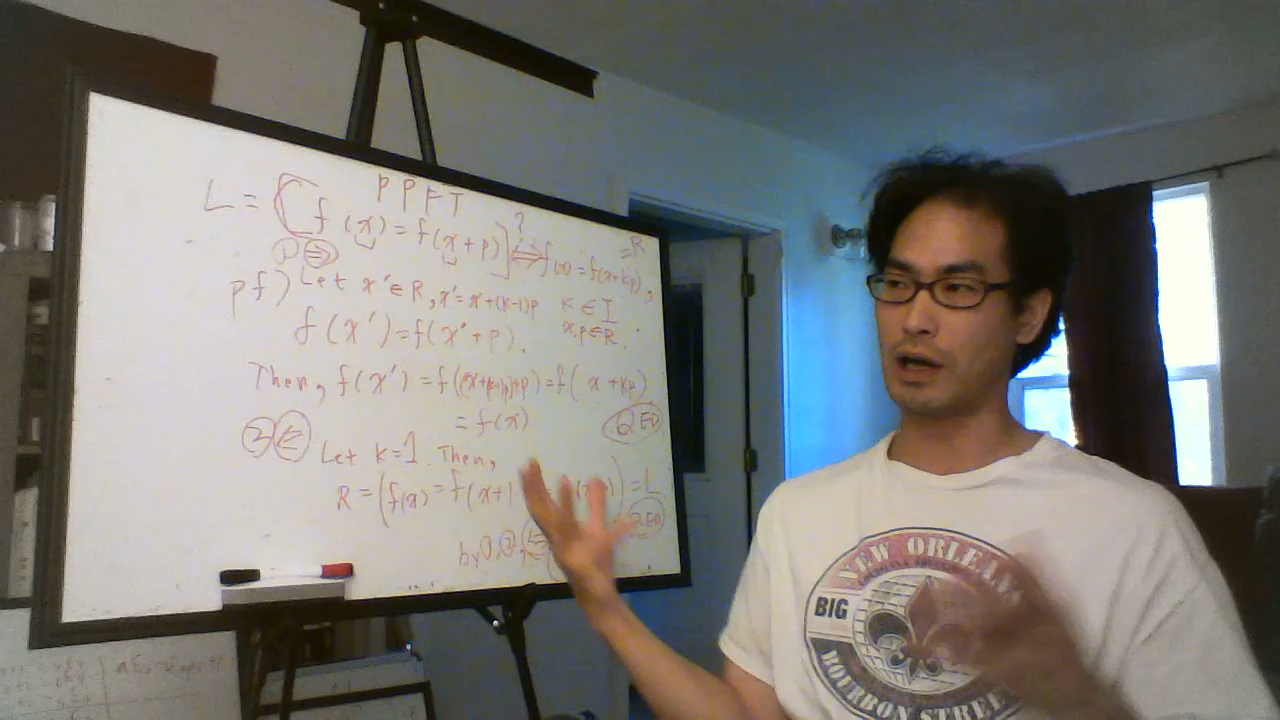 PPFT
L = [f(x) = f(x+p)] ⇔? f(x) = f(x+kp), = R
① ⇒
pf) Let x' ∈ R, x' = x+(k-1)p K ∈ I
f(x') = f(x'+p). x,p ∈ R.
Then, f(x') = f((x+(k-1)p)+p) = f(x+kp)
= f(x) QED
② ⇐ Let k=1. Then,
R = (f(x) = f(x+1 ) = L
by ①, ②, ⇔ QED
NEW ORLEANS
BIG
BOURBON STREET